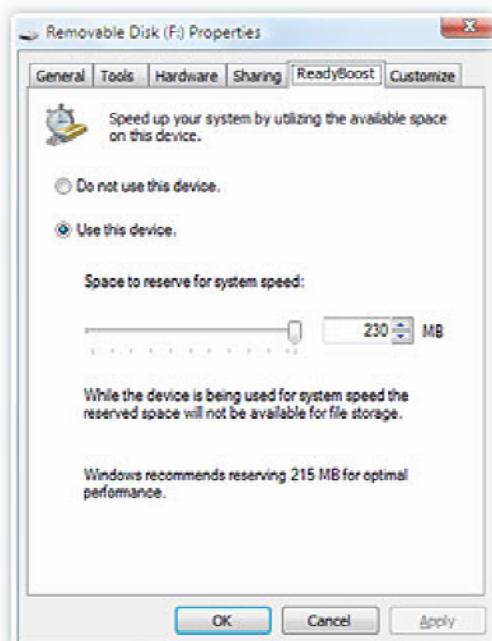 Removable Disk (F:) Properties
General Tools Hardware Sharing ReadyBoost Customize
Speed up your system by utilizing the available space
on this device.
Do not use this device.
Use this device.
Space to reserve for system speed:
230 MB
While the device is being used for system speed the
reserved space will not be available for file storage.
Windows recommends reserving 215 MB for optimal
performance.
OK Cancel Apply